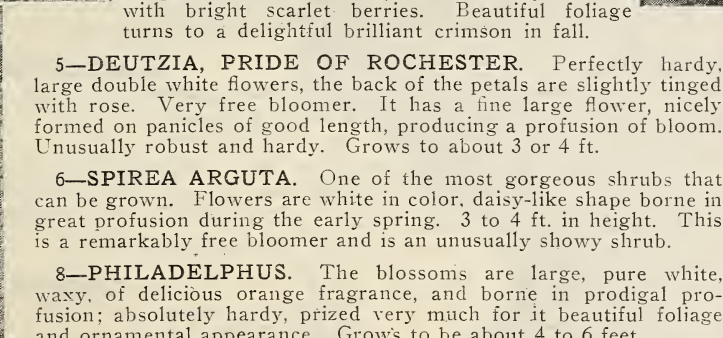 with bright scarlet berries. Beautiful foliage
turns to a delightful brilliant crimson in fall.
5—DEUTZIA, PRIDE OF ROCHESTER. Perfectly hardy,
large double white flowers, the back of the petals are slightly tinged
with rose. Very free bloomer. It has a fine large flower, nicely
formed on panicles of good length, producing a profusion of bloom.
Unusually robust and hardy. Grows to about 3 or 4 ft.
6—SPIREA ARGUTA. One of the most gorgeous shrubs that
can be grown. Flowers are white in color, daisy-like shape borne in
great profusion during the early spring. 3 to 4 ft. in height. This
is a remarkably free bloomer and is an unusually showy shrub.
8—PHILADELPHUS. The blossoms are large, pure white,
waxy, of delicious orange fragrance, and borne in prodigal pro-
fusion; absolutely hardy, prized very much for it beautiful foliage
and ornamental appearance. Grows to be about 4 to 6 feet